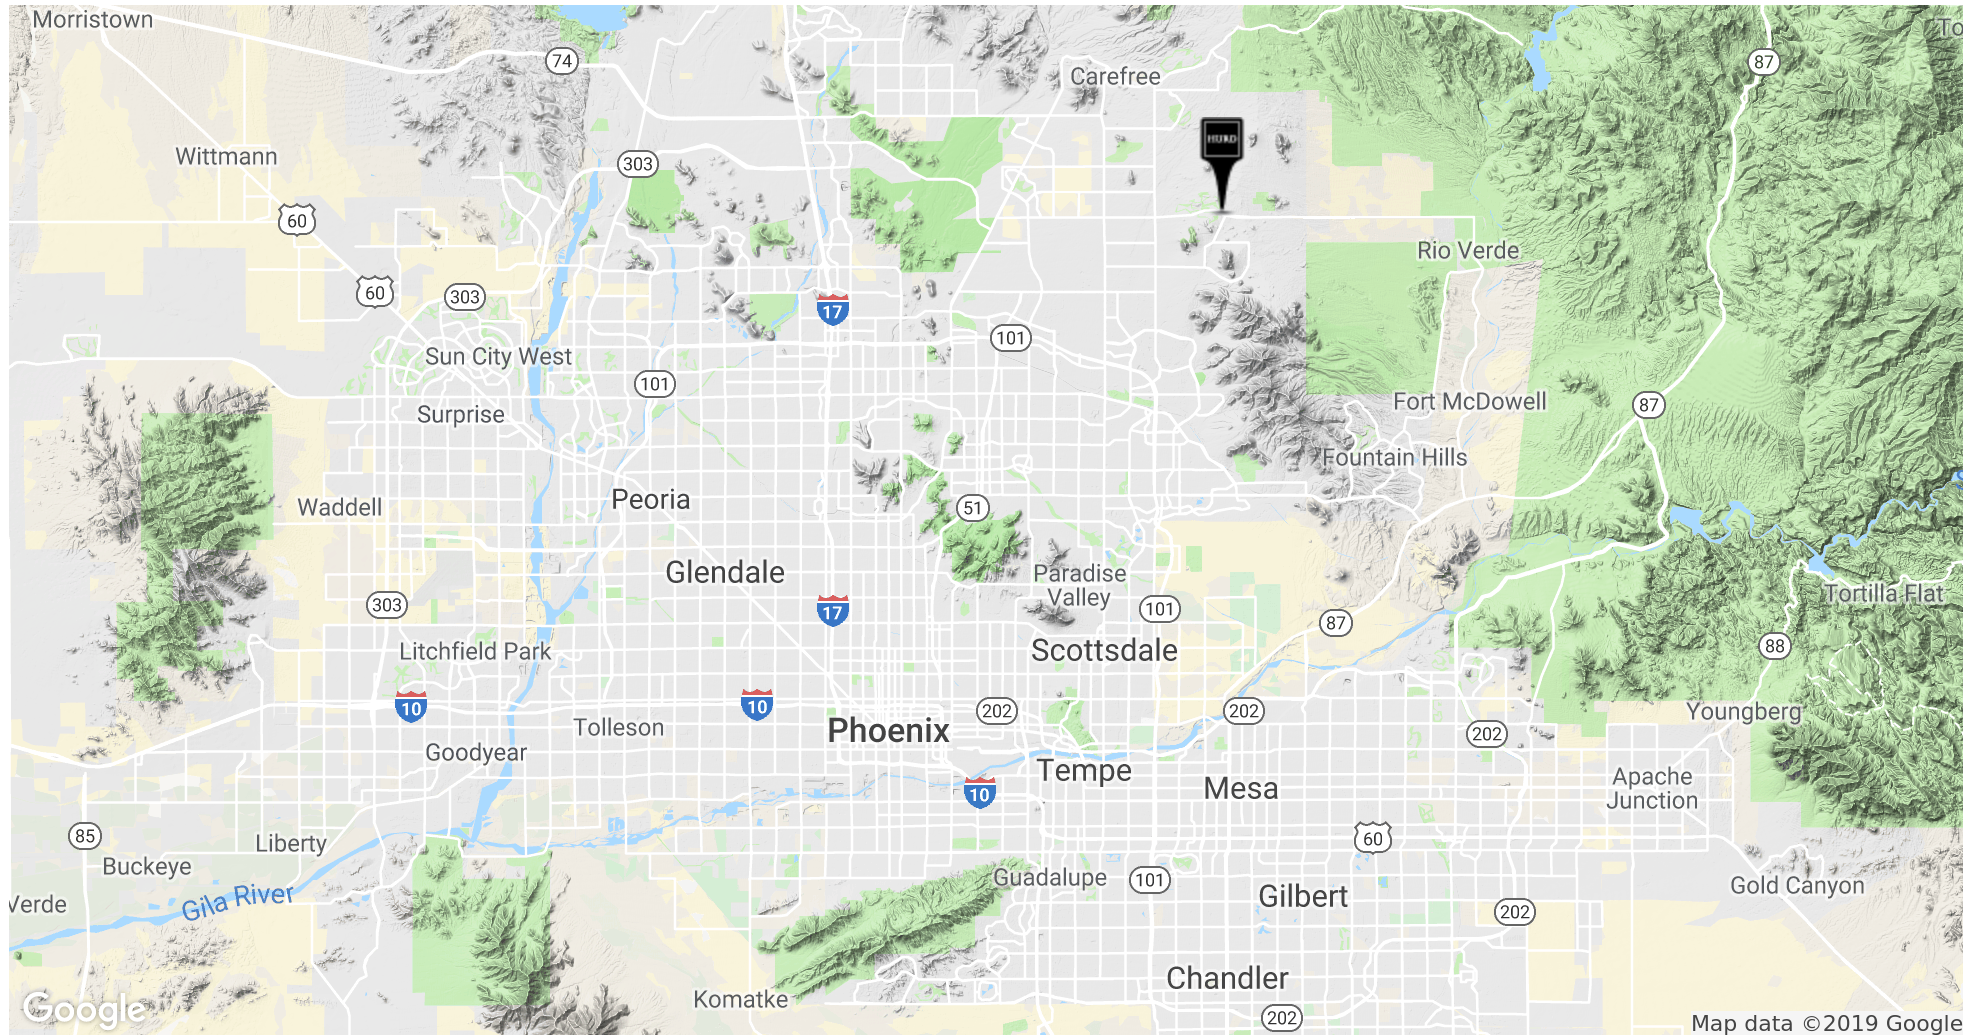 Morristown
To
74
87
Carefree
HURD
Wittmann
303
60
Rio Verde
60
303
17
101
Sun City West
101
Surprise
Fort McDowell
87
Fountain Hills
Peoria
Waddell
51
Glendale
Paradise
Valley
303
17
101
87
Tortilla Flat
Litchfield Park
Scottsdale
88
10
10
202
202
Youngberg
Tolleson
Phoenix
202
Goodyear
Tempe
Mesa
Apache
Junction
10
85
Liberty
60
Buckeye
Guadalupe
101
Gold Canyon
Gila River
Verde
Gilbert
202
Chandler
Komatke
Google
202
Map data ©2019 Google